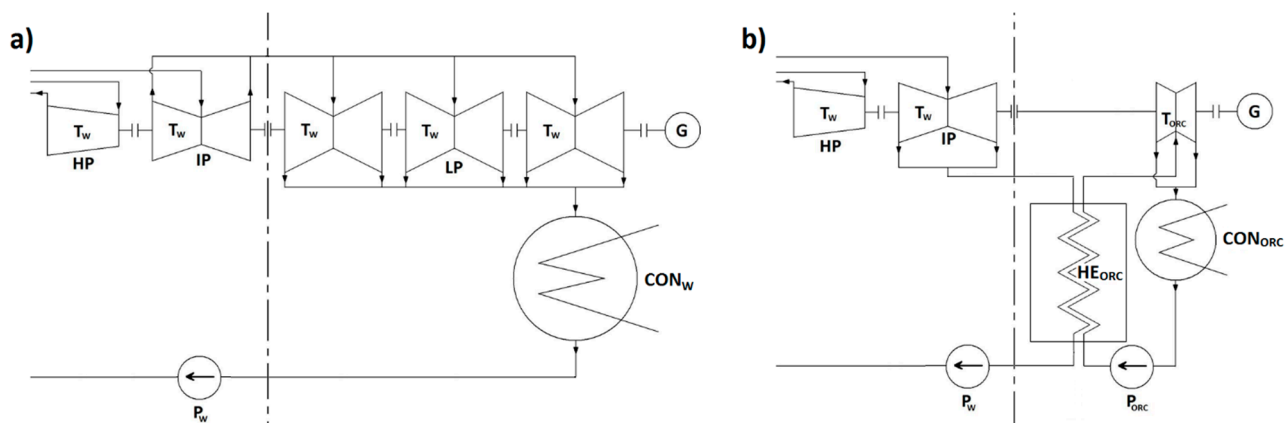 a)
T_W
HP
T_W
IP
T_W
T_W
LP
T_W
G
CON_W
P_W
b)
T_W
HP
T_W
IP
T_ORC
G
HE_ORC
CON_ORC
P_W
P_ORC